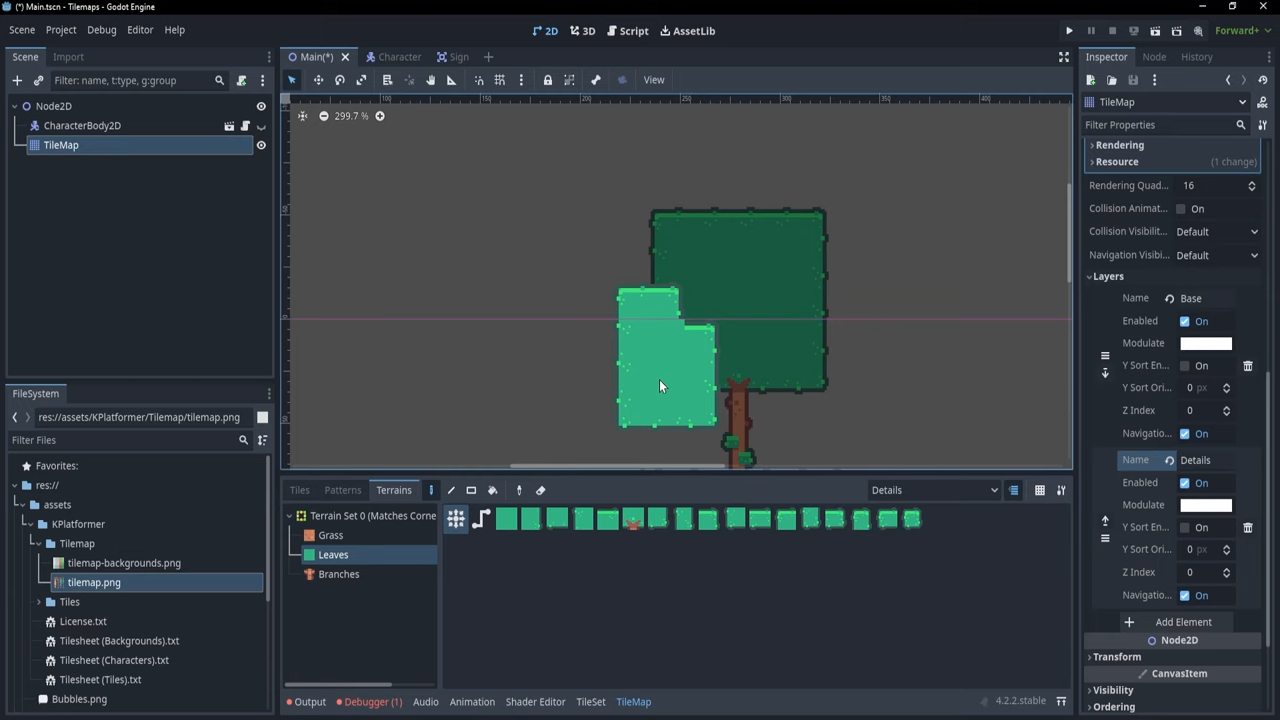 (*) Main.tscn - Tilemaps - Godot Engine
Scene Project Debug Editor Help
2D 3D Script AssetLib
Forward+
Scene Import
Filter: name, t:type, g:group
Node2D
CharacterBody2D
TileMap
Main(*) Character Sign
View
299.7 %
100 150 200 250 300 350 400
FileSystem
res://assets/KPlatformer/Tilemap/tilemap.png
Filter Files
Favorites:
res://
assets
KPlatformer
Tilemap
tilemap-backgrounds.png
tilemap.png
Tiles
License.txt
Tilesheet (Backgrounds).txt
Tilesheet (Characters).txt
Tilesheet (Tiles).txt
Bubbles.png
Tiles Patterns Terrains
Details
Terrain Set 0 (Matches Corne
Grass
Leaves
Branches
Output Debugger (1) Audio Animation Shader Editor TileSet TileMap
4.2.2.stable
Inspector Node History
TileMap
Filter Properties
Rendering
Resource (1 change)
Rendering Quad... 16
Collision Animat... On
Collision Visibilit... Default
Navigation Visibi... Default
Layers
Name Base
Enabled On
Modulate
Y Sort En... On
Y Sort Ori... 0 px
Z Index 0
Navigatio... On
Name Details
Enabled On
Modulate
Y Sort En... On
Y Sort Ori... 0 px
Z Index 0
Navigatio... On
Add Element
Node2D
Transform
CanvasItem
Visibility
Ordering